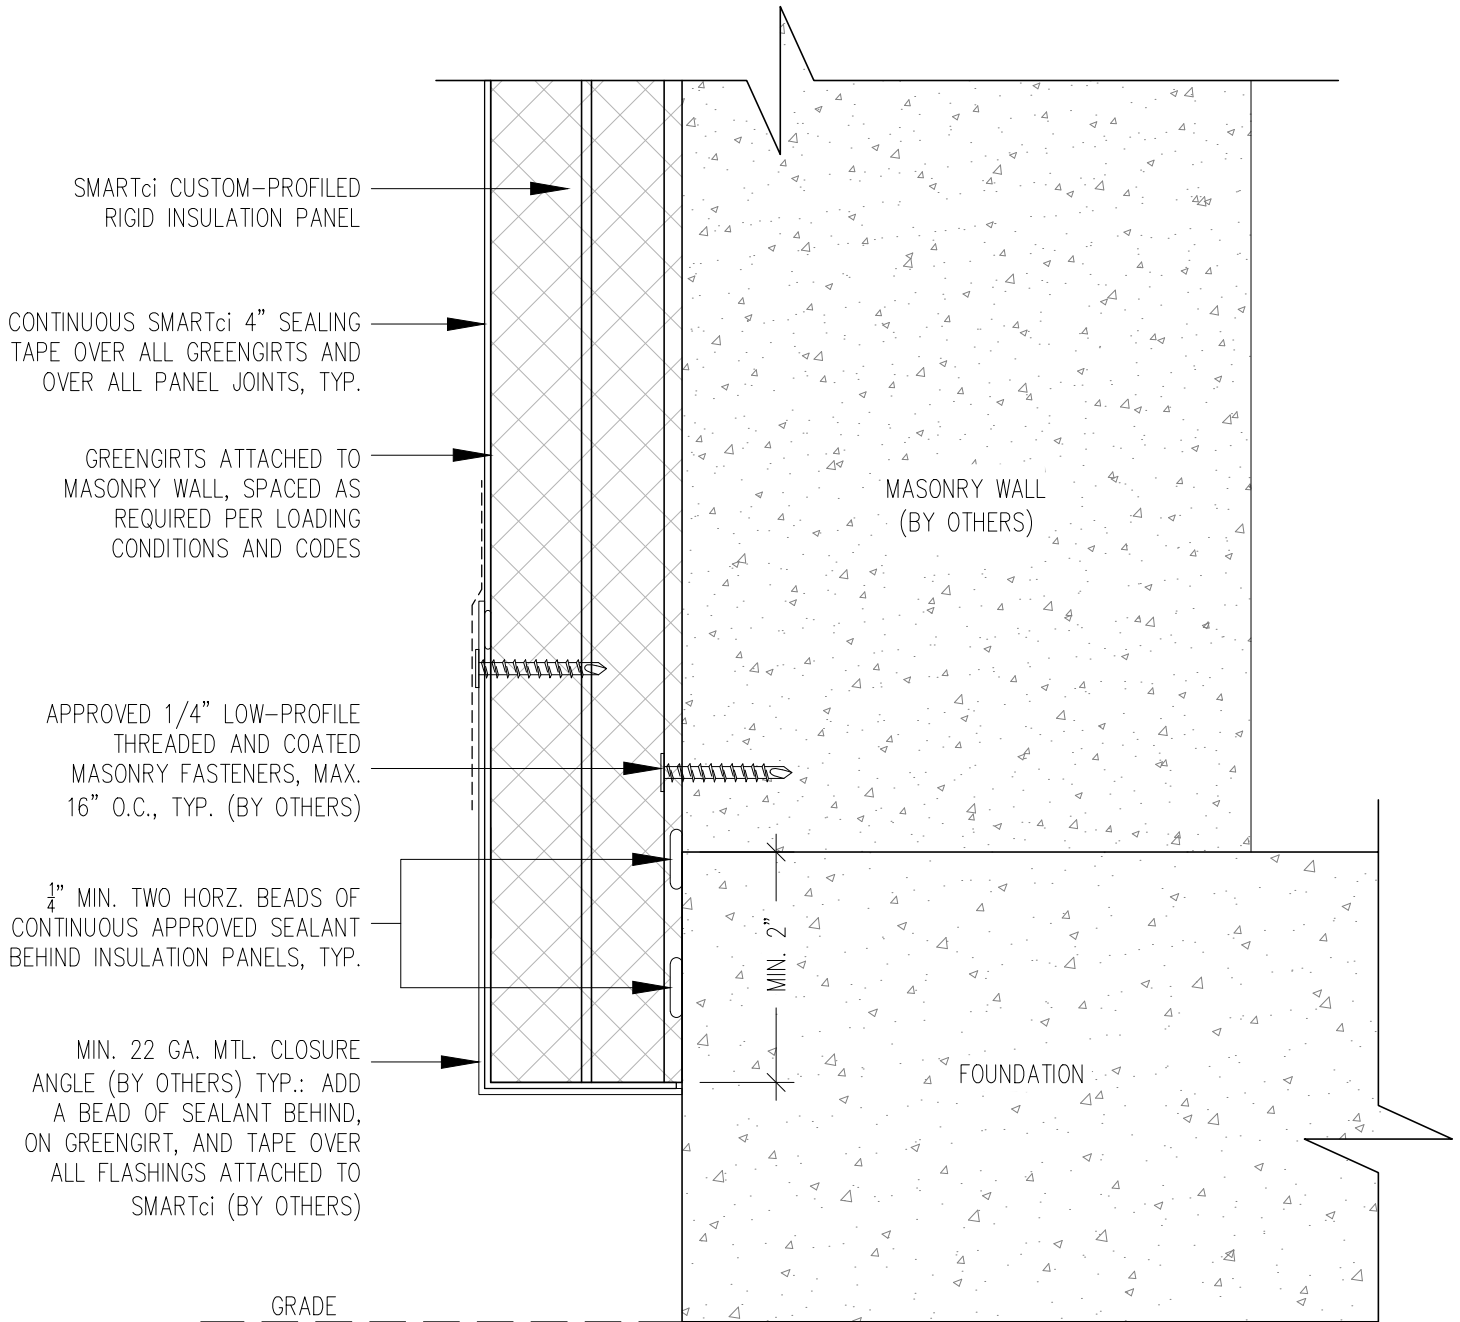 SMARTci CUSTOM-PROFILED
RIGID INSULATION PANEL
CONTINUOUS SMARTci 4" SEALING
TAPE OVER ALL GREENGIRTS AND
OVER ALL PANEL JOINTS, TYP.
GREENGIRTS ATTACHED TO
MASONRY WALL, SPACED AS
REQUIRED PER LOADING
CONDITIONS AND CODES
MASONRY WALL
(BY OTHERS)
APPROVED 1/4" LOW-PROFILE
THREADED AND COATED
MASONRY FASTENERS, MAX.
16" O.C., TYP. (BY OTHERS)
1/4" MIN. TWO HORZ. BEADS OF
CONTINUOUS APPROVED SEALANT
BEHIND INSULATION PANELS, TYP.
MIN. 2"
MIN. 22 GA. MTL. CLOSURE
ANGLE (BY OTHERS) TYP.: ADD
A BEAD OF SEALANT BEHIND,
ON GREENGIRT, AND TAPE OVER
ALL FLASHINGS ATTACHED TO
SMARTci (BY OTHERS)
FOUNDATION
GRADE